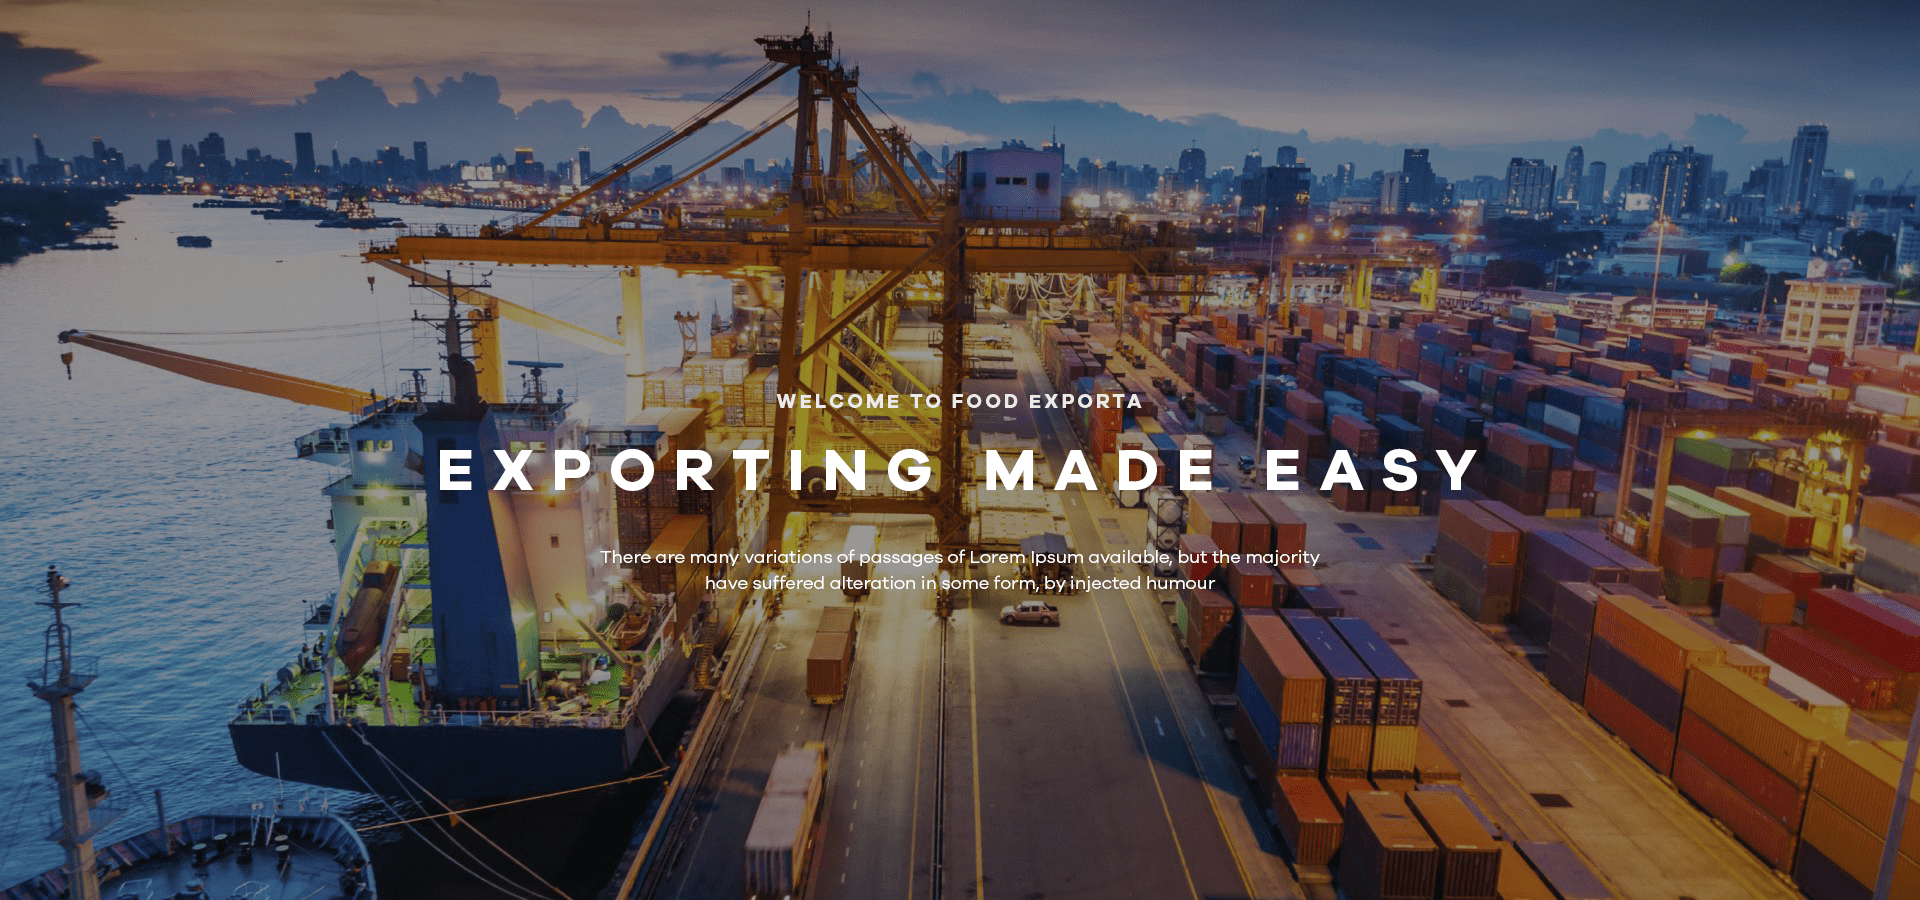 WELCOME TO FOOD EXPORTA
EXPORTING MADE EASY
There are many variations of passages of Lorem Ipsum available, but the majority
have suffered alteration in some form, by injected humour